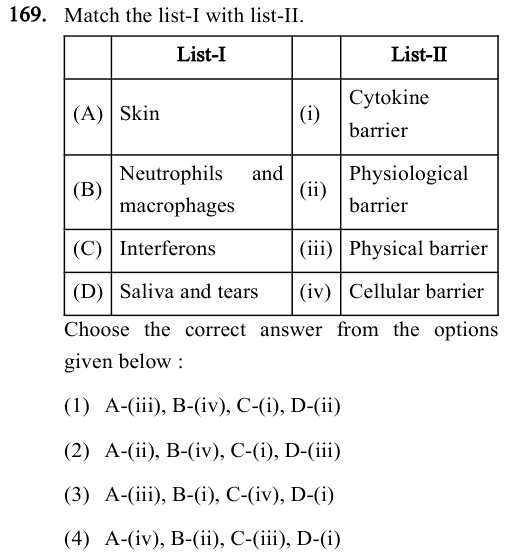 169. Match the list-I with list-II.
List-I List-II
(A) Skin (i) Cytokine barrier
(B) Neutrophils and macrophages (ii) Physiological barrier
(C) Interferons (iii) Physical barrier
(D) Saliva and tears (iv) Cellular barrier
Choose the correct answer from the options
given below :
(1) A-(iii), B-(iv), C-(i), D-(ii)
(2) A-(ii), B-(iv), C-(i), D-(iii)
(3) A-(iii), B-(i), C-(iv), D-(i)
(4) A-(iv), B-(ii), C-(iii), D-(i)